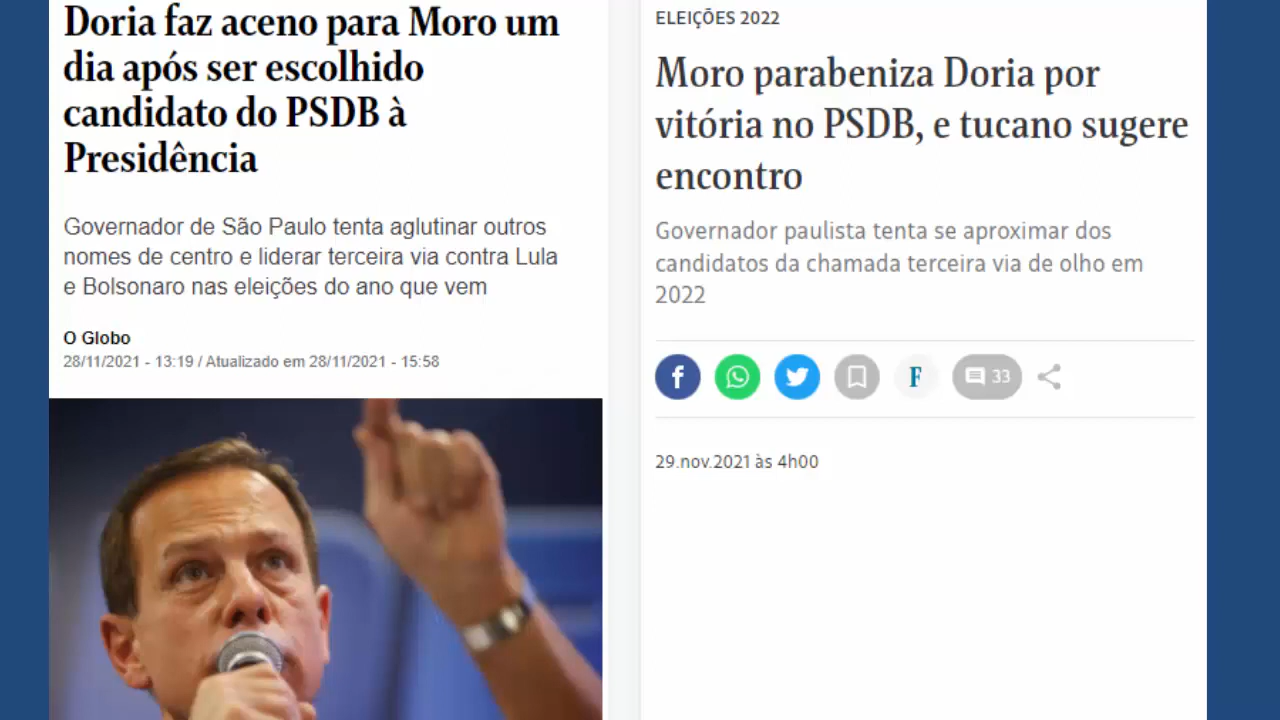 Doria faz aceno para Moro um
dia após ser escolhido
candidato do PSDB à
Presidência
Governador de São Paulo tenta aglutinar outros
nomes de centro e liderar terceira via contra Lula
e Bolsonaro nas eleições do ano que vem
O Globo
28/11/2021 - 13:19 / Atualizado em 28/11/2021 - 15:58
ELEIÇÕES 2022
Moro parabeniza Doria por
vitória no PSDB, e tucano sugere
encontro
Governador paulista tenta se aproximar dos
candidatos da chamada terceira via de olho em
2022
f F 33
29.nov.2021 às 4h00